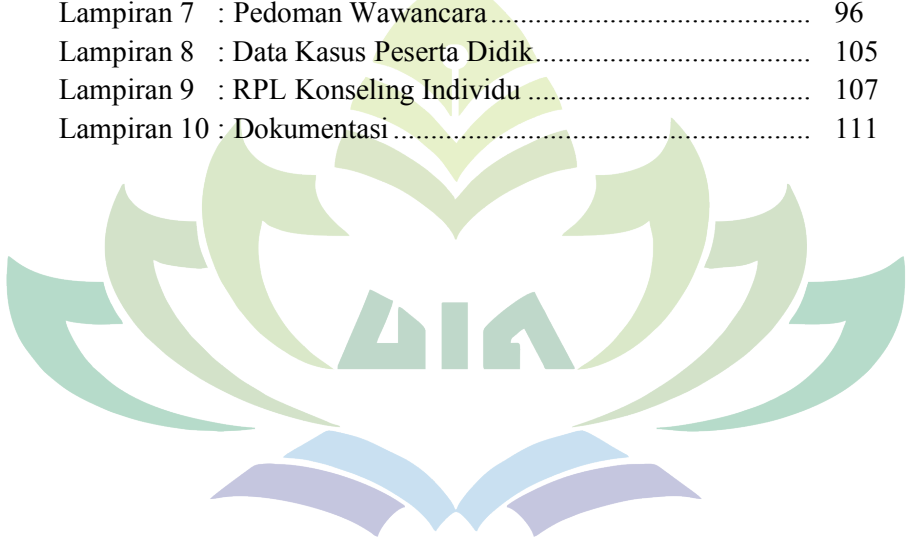 Lampiran 7 : Pedoman Wawancara.............................................. 96
Lampiran 8 : Data Kasus Peserta Didik....................................... 105
Lampiran 9 : RPL Konseling Individu ........................................ 107
Lampiran 10 : Dokumentasi .......................................................... 111
UIN